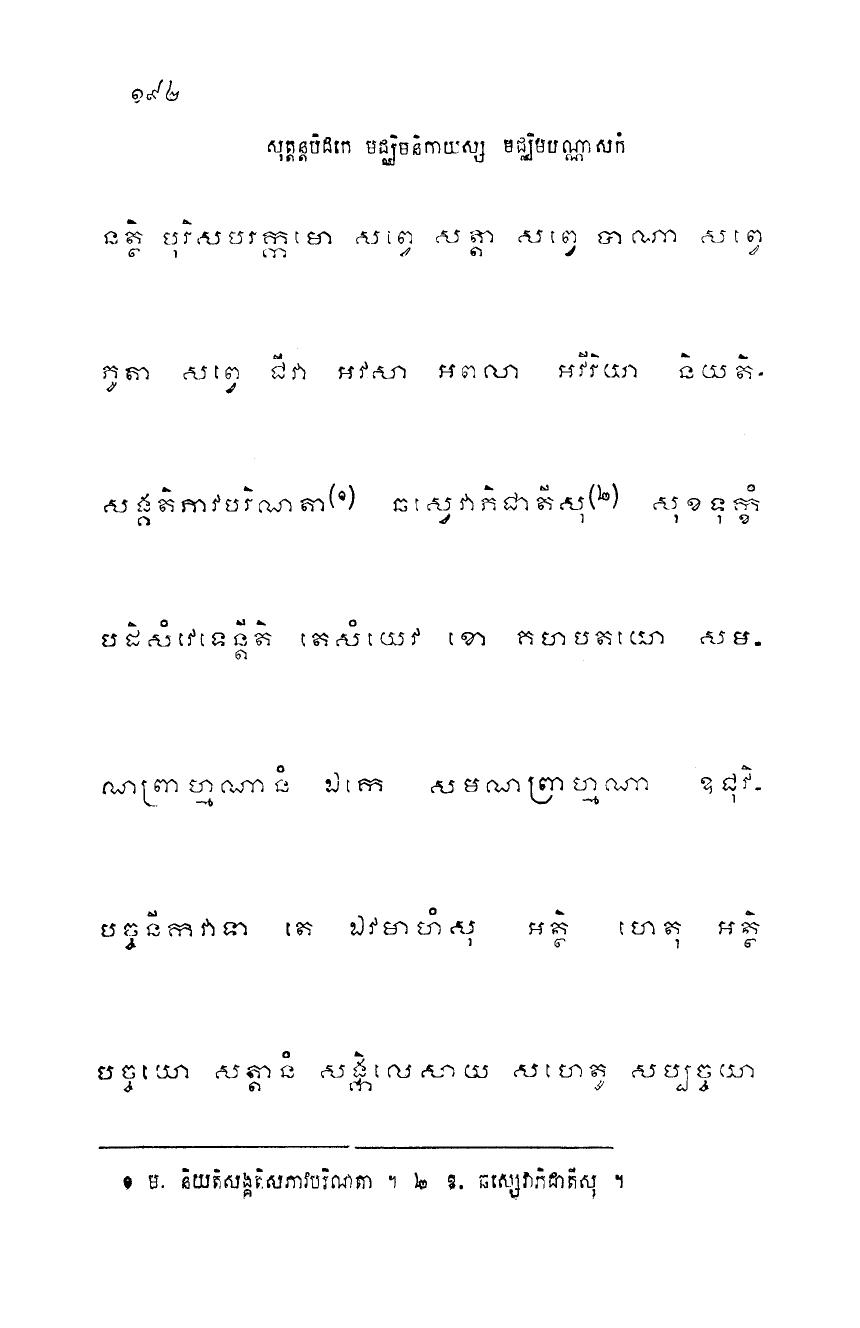 ១៩៤
សុត្តន្តបិដកេ មជ្ឈិមនិកាយស្ស មជ្ឈិមបណ្ណាសកំ
នត្ថិ បុរិសបរក្កមោ សព្វេ សត្តា សព្វេ បាណា សព្វេ
ភូតា សព្វេ ជីវា អវសា អពលា អវីរិយា និយតិ-
សង្គតិភាវបរិណតា(១) ឆស្វេវាភិជាតីសុ(២) សុខទុក្ខំ
បដិសំវេទេន្តីតិ តេសំយេវ ខោ គហបតយោ សម-
ណព្រាហ្មណានំ ឯកេ សមណព្រាហ្មណា ឧជុវិ-
បច្ចនីកវាទា តេ ឯវមាហំសុ អត្ថិ ហេតុ អត្ថិ
បច្ចយោ សត្តានំ សង្កិលេសាយ សហេតូ សប្បច្ចយា
១ ម. និយតិសង្គតិសភាវបរិណតា ។ ២ ឱ. ឆស្សេវាភិជាតីសុ ។